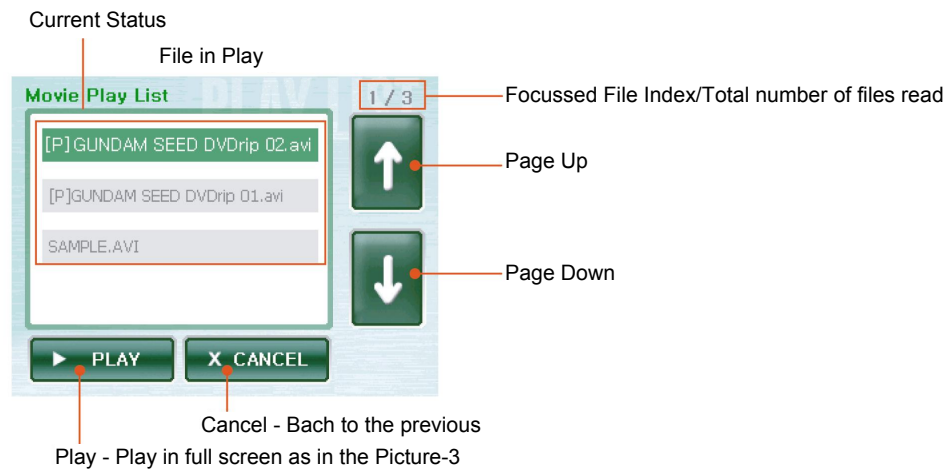 Current Status
File in Play
PLAY L
Movie Play List
1 / 3
Focussed File Index/Total number of files read
[P]GUNDAM SEED DVDrip 02.avi
Page Up
[P]GUNDAM SEED DVDrip 01.avi
SAMPLE.AVI
Page Down
PLAY
X CANCEL
Cancel - Bach to the previous
Play - Play in full screen as in the Picture-3